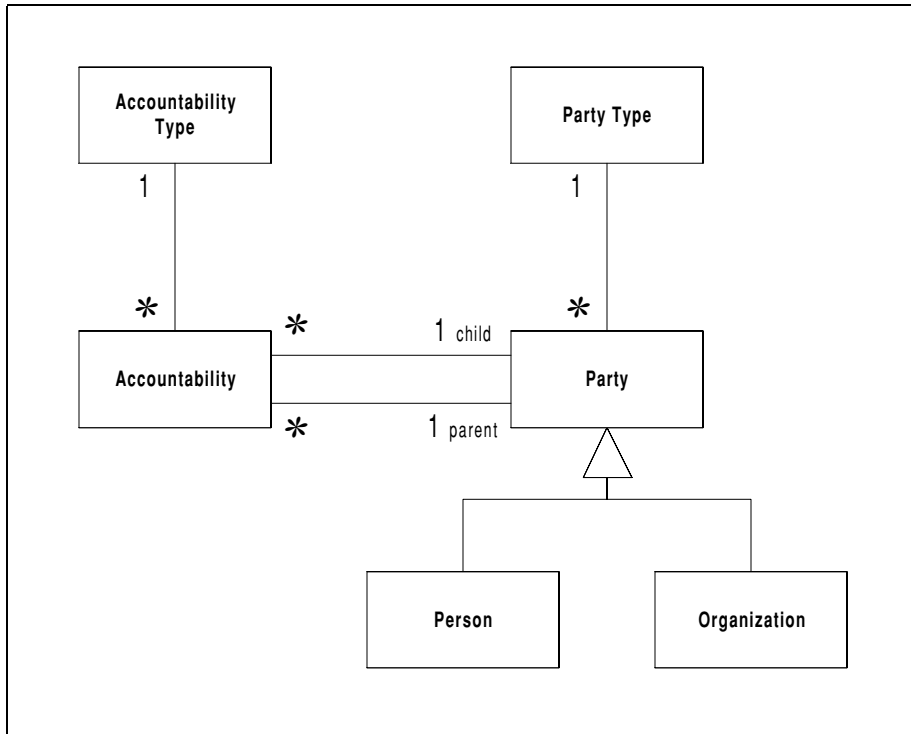 Accountability
Type
Party Type
1
1
*
*
1 child
*
Accountability
Party
*
1 parent
Person
Organization